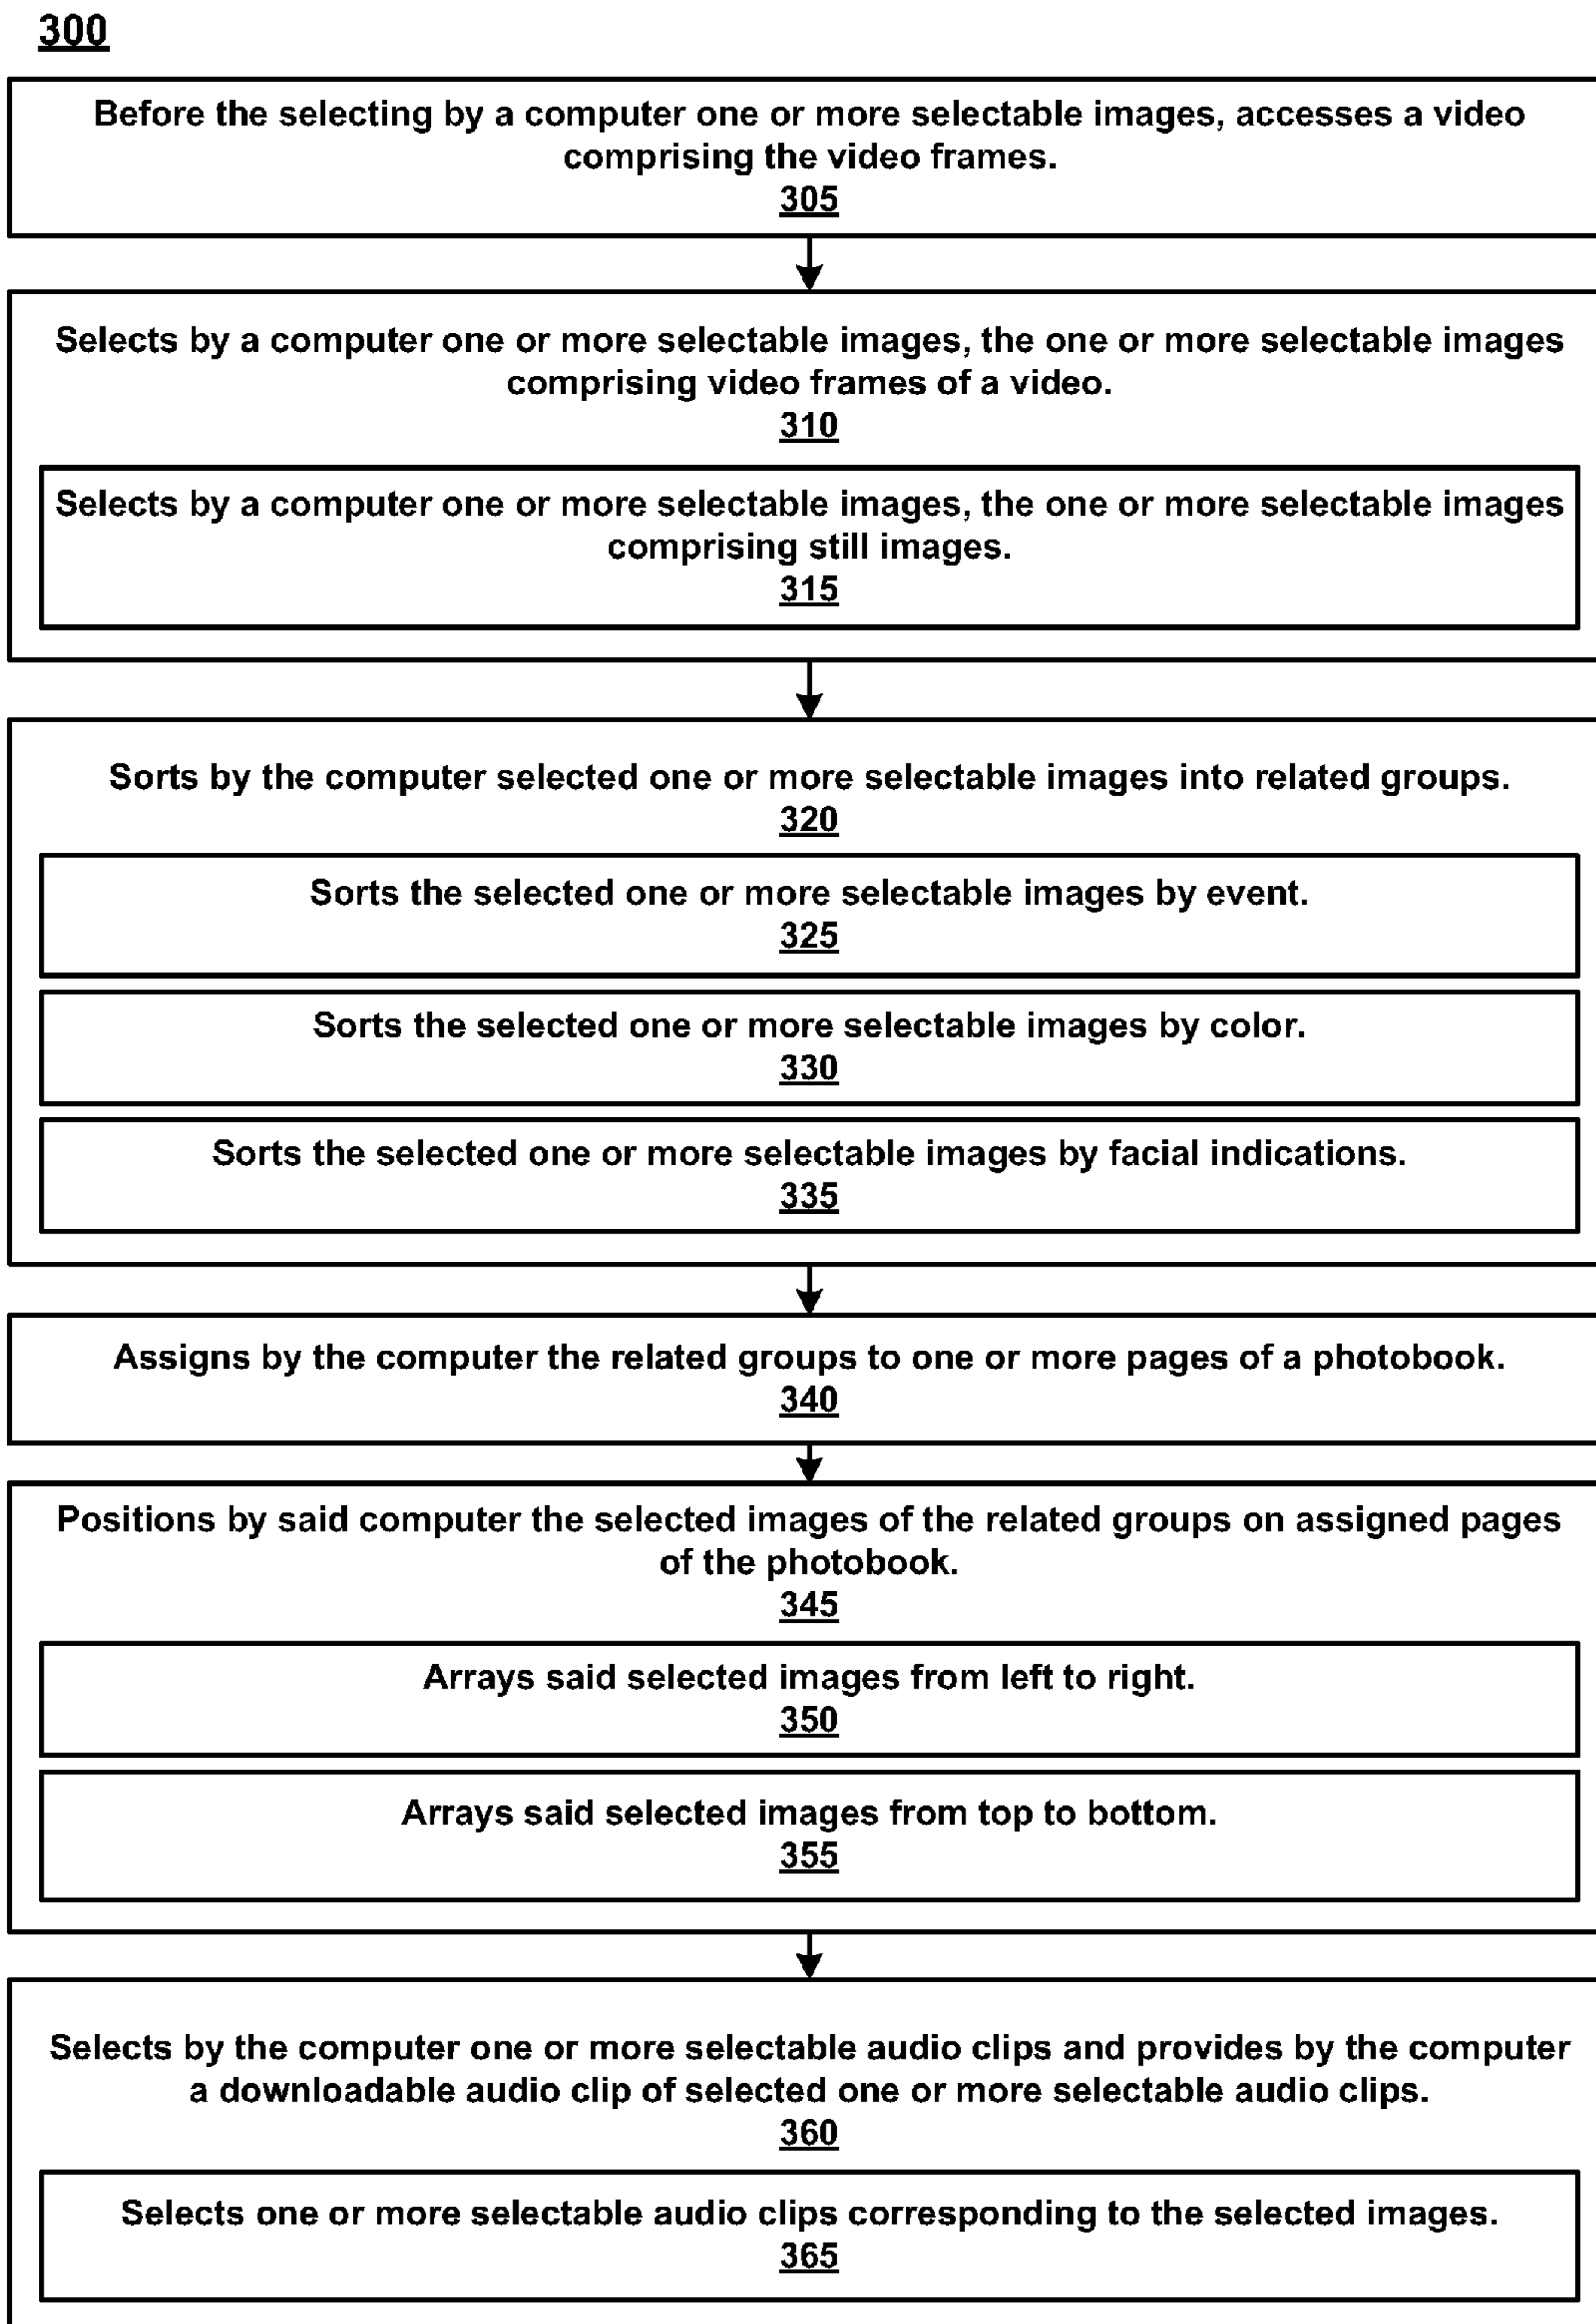 300
Before the selecting by a computer one or more selectable images, accesses a video
comprising the video frames.
305
Selects by a computer one or more selectable images, the one or more selectable images
comprising video frames of a video.
310
Selects by a computer one or more selectable images, the one or more selectable images
comprising still images.
315
Sorts by the computer selected one or more selectable images into related groups.
320
Sorts the selected one or more selectable images by event.
325
Sorts the selected one or more selectable images by color.
330
Sorts the selected one or more selectable images by facial indications.
335
Assigns by the computer the related groups to one or more pages of a photobook.
340
Positions by said computer the selected images of the related groups on assigned pages
of the photobook.
345
Arrays said selected images from left to right.
350
Arrays said selected images from top to bottom.
355
Selects by the computer one or more selectable audio clips and provides by the computer
a downloadable audio clip of selected one or more selectable audio clips.
360
Selects one or more selectable audio clips corresponding to the selected images.
365